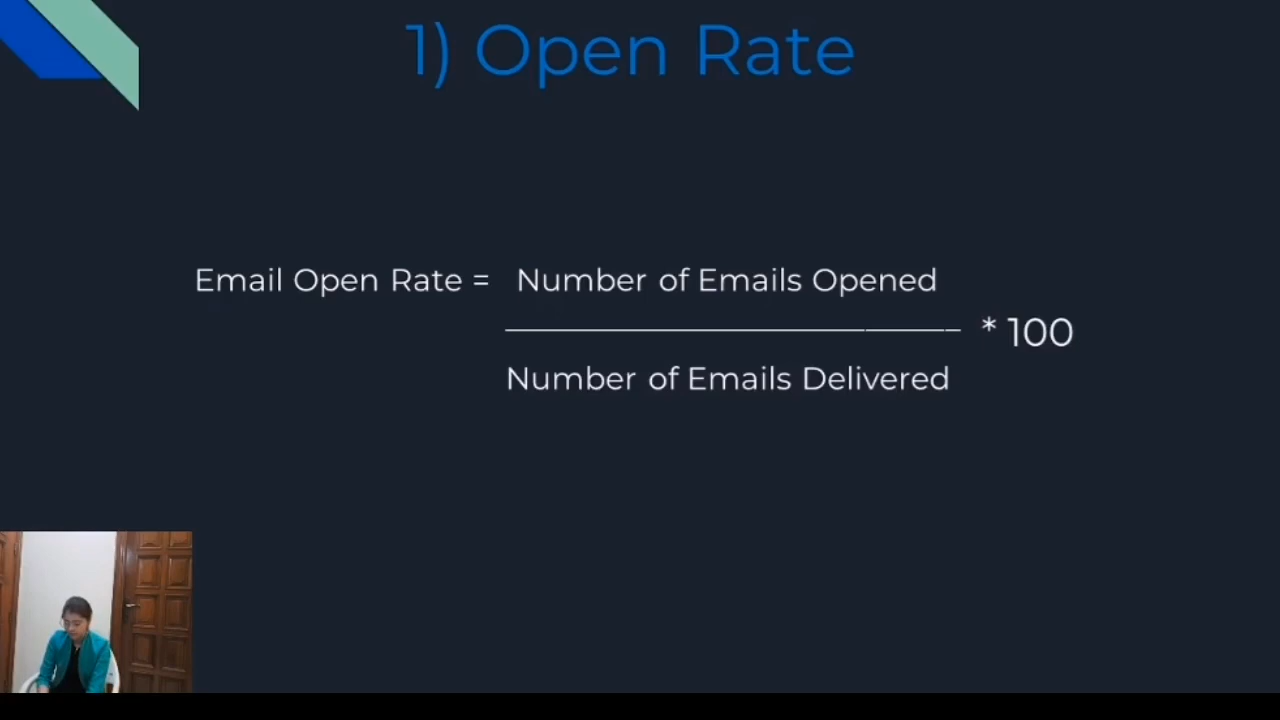 1) Open Rate
Email Open Rate = Number of Emails Opened
* 100
Number of Emails Delivered